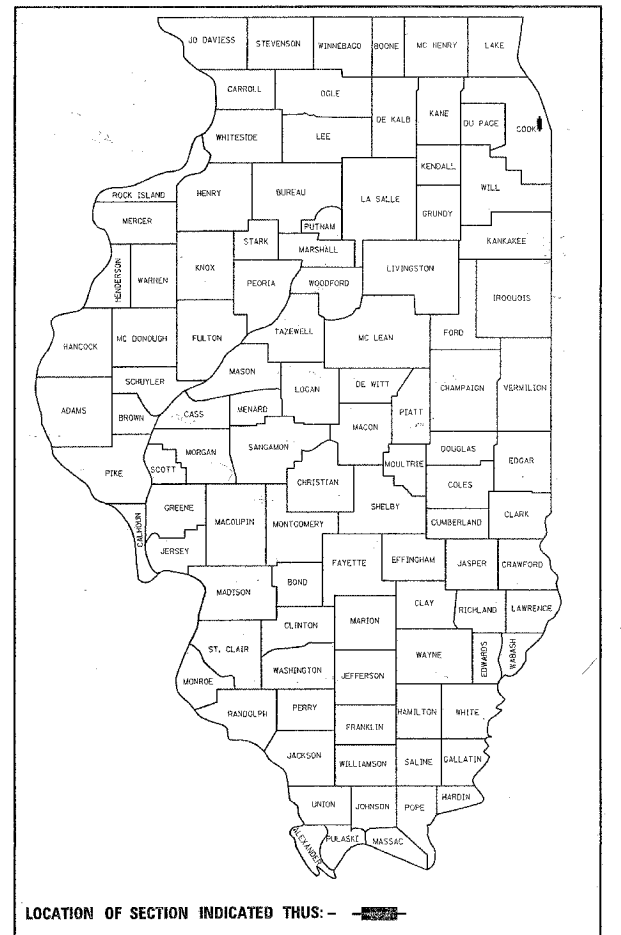 JO DAVIESS STEVENSON WINNEBAGO BOONE MC HENRY LAKE
CARROLL OGLE DE KALB KANE DU PAGE COOK
WHITESIDE LEE
KENDALL WILL
ROCK ISLAND HENRY BUREAU LA SALLE GRUNDY
MERCER PUTNAM
STARK MARSHALL KANKAKEE
HENDERSON WARREN KNOX PEORIA WOODFORD LIVINGSTON IROQUOIS
HANCOCK MC DONOUGH FULTON TAZEWELL MC LEAN FORD
MASON
SCHUYLER LOGAN DE WITT CHAMPAIGN VERMILION
ADAMS BROWN CASS MENARD PIATT
MACON
MORGAN SANGAMON DOUGLAS EDGAR
PIKE SCOTT MOULTRIE
CHRISTIAN COLES
GREENE MACOUPIN MONTGOMERY SHELBY CLARK
CALHOUN CUMBERLAND
JERSEY FAYETTE EFFINGHAM JASPER CRAWFORD
MADISON BOND
CLAY RICHLAND LAWRENCE
CLINTON MARION
ST. CLAIR WAYNE EDWARDS WABASH
WASHINGTON JEFFERSON
MONROE
RANDOLPH PERRY HAMILTON WHITE
FRANKLIN
JACKSON WILLIAMSON SALINE GALLATIN
HARDIN
UNION JOHNSON POPE
ALEXANDER PULASKI MASSAC
LOCATION OF SECTION INDICATED THUS: -